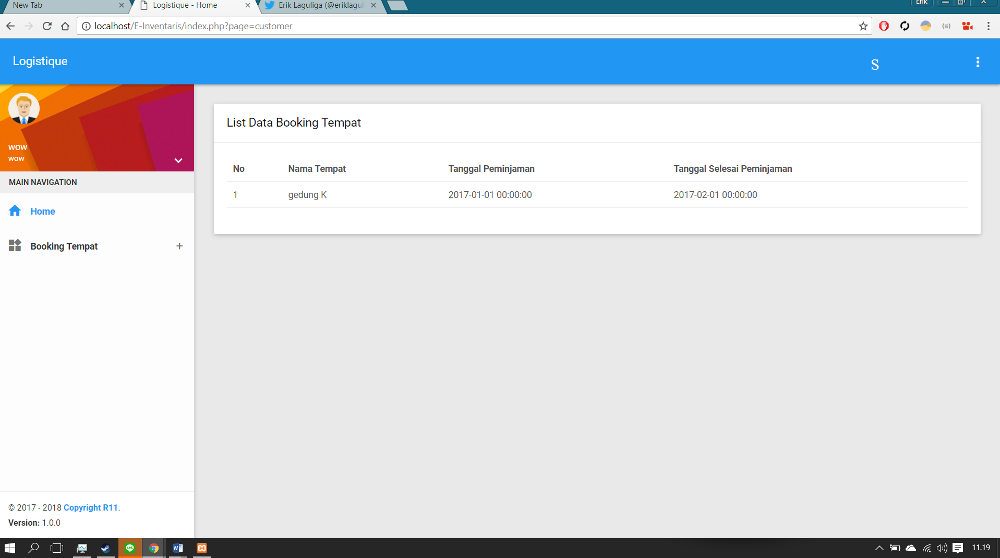 New Tab
Logistique - Home
Erik Laguliga (@eriklagul
Erik
localhost/E-Inventaris/index.php?page=customer
Logistique
S
WOW
wow
MAIN NAVIGATION
Home
Booking Tempat
+
List Data Booking Tempat
No Nama Tempat Tanggal Peminjaman Tanggal Selesai Peminjaman
1 gedung K 2017-01-01 00:00:00 2017-02-01 00:00:00
© 2017 - 2018 Copyright R11.
Version: 1.0.0
LINE
11.19